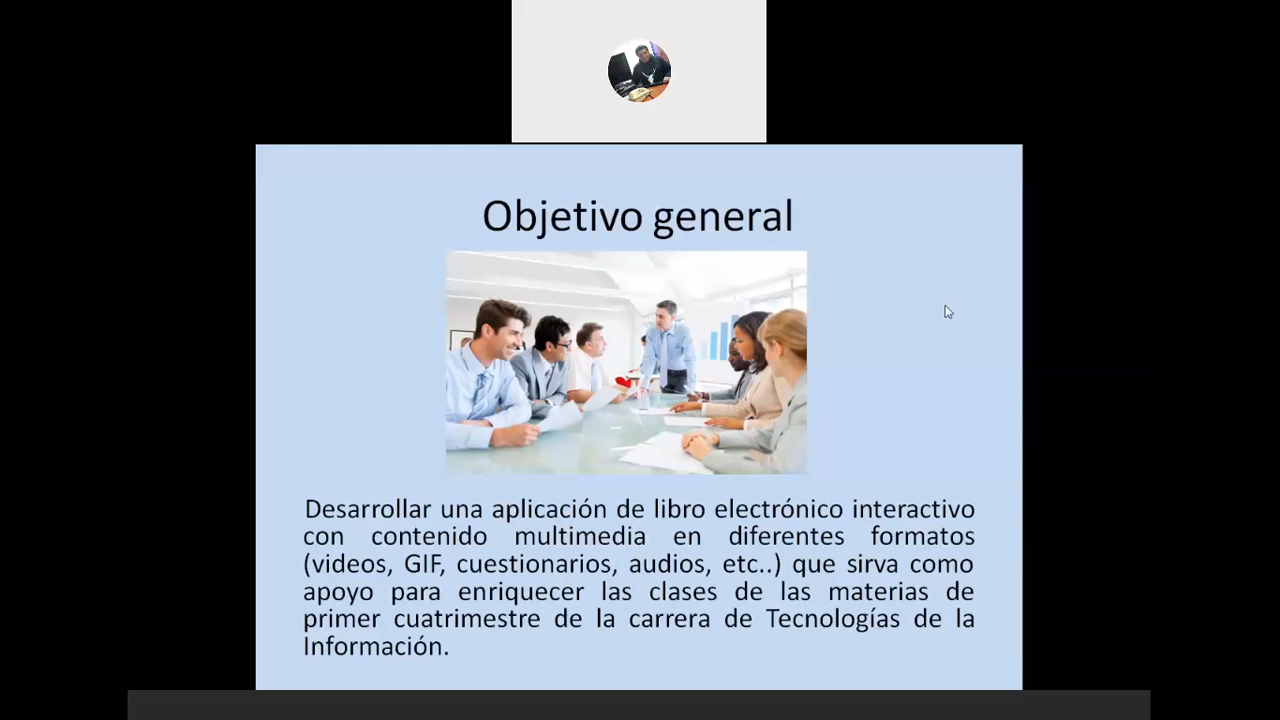 Objetivo general
Desarrollar una aplicación de libro electrónico interactivo
con contenido multimedia en diferentes formatos
(videos, GIF, cuestionarios, audios, etc..) que sirva como
apoyo para enriquecer las clases de las materias de
primer cuatrimestre de la carrera de Tecnologías de la
Información.